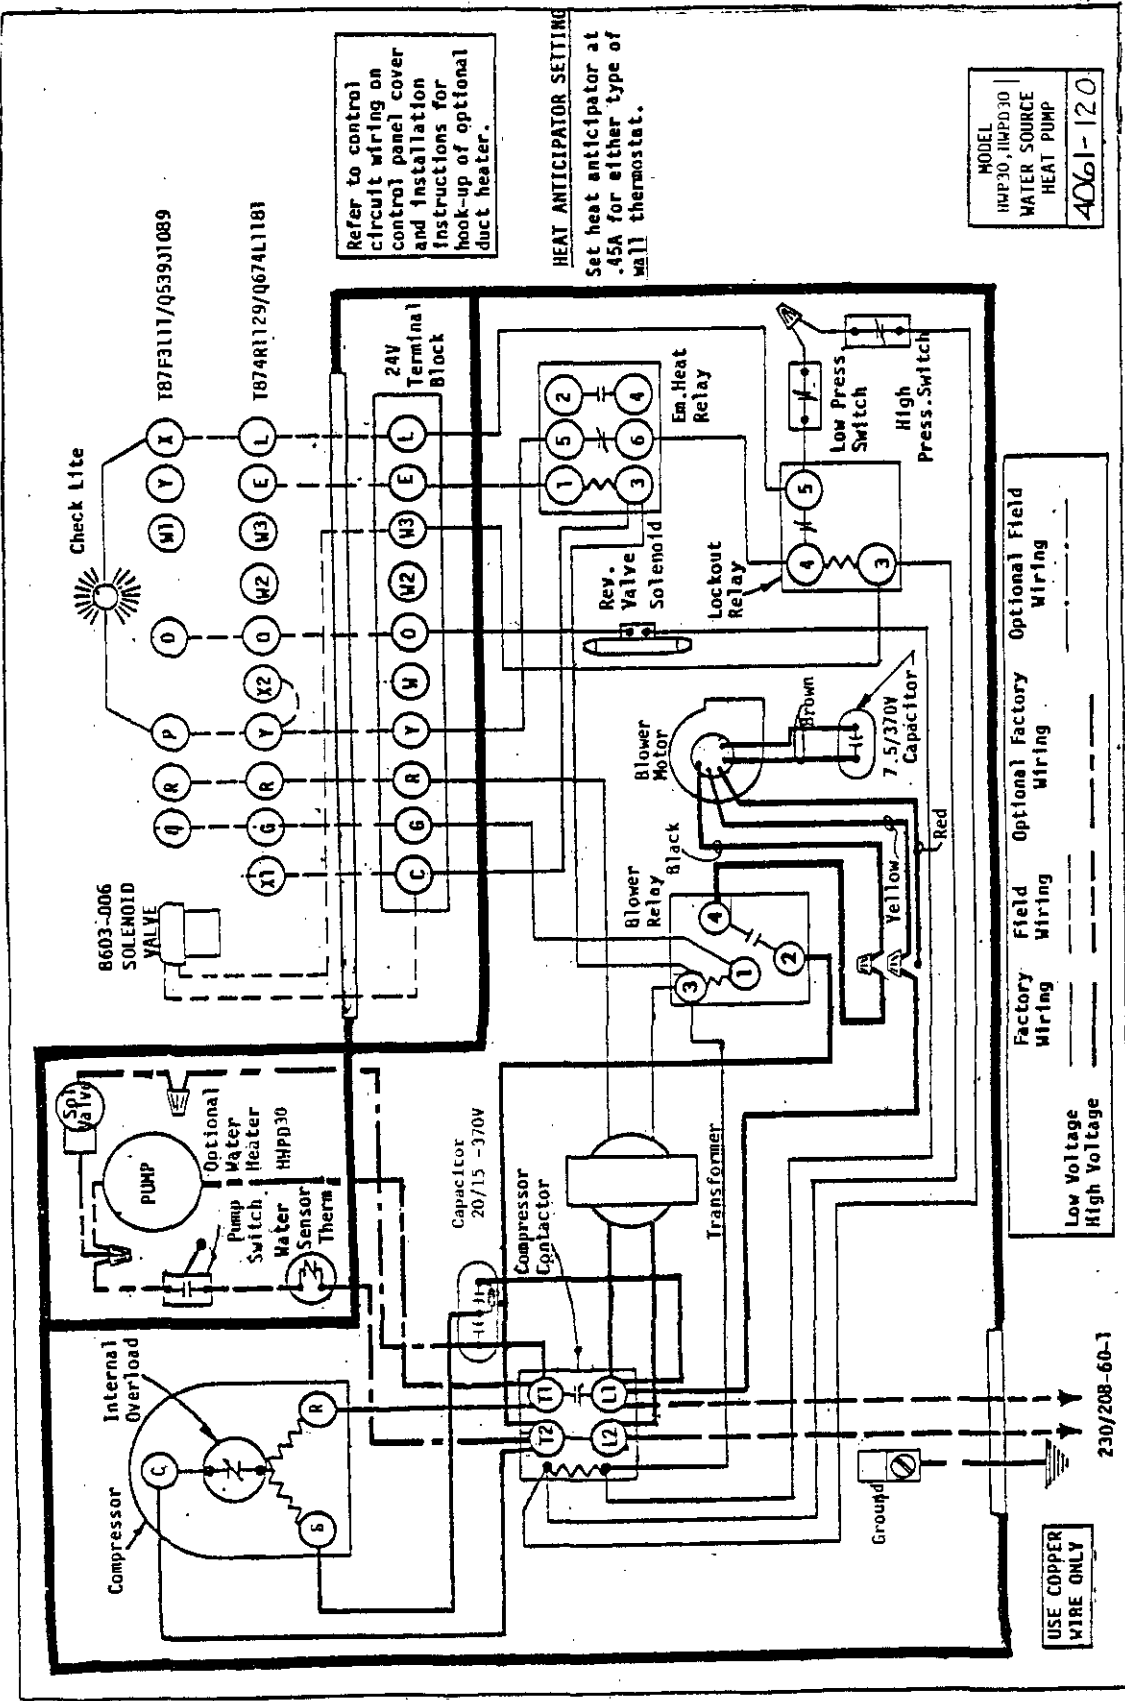 Check Lite
T87F3111/Q539J1089
Q
R
P
O
W1
Y
X
T874R1129/Q674L1181
X1
G
R
Y
X2
O
W2
W3
E
L
24V
Terminal
Block
C
G
R
Y
W
O
W2
W3
E
L
8603-006
SOLENOID
VALVE
Refer to control
circuit wiring on
control panel cover
and installation
instructions for
hook-up of optional
duct heater.
HEAT ANTICIPATOR SETTING
Set heat anticipator at
.45A for either type of
wall thermostat.
MODEL
HWP30, HWPD30
WATER SOURCE
HEAT PUMP
4061-120
Sol
Valve
PUMP
Optional
Water
Heater
HWPD30
Pump
Switch
Water
Sensor
Therm
Internal
Overload
Compressor
C
R
S
Capacitor
20/15 -370V
Compressor
Contactor
T1
T2
L1
L2
Transformer
Blower
Relay
1
2
3
4
Black
Blower
Motor
Brown
7.5/370V
Capacitor
Yellow
Red
Rev.
Valve
Solenoid
Em.Heat
Relay
1
5
2
3
6
4
Lockout
Relay
4
5
3
Low Press
Switch
High
Press.Switch
Ground
USE COPPER
WIRE ONLY
230/208-60-1
Factory
Wiring
Field
Wiring
Optional Factory
Wiring
Optional Field
Wiring
Low Voltage
High Voltage